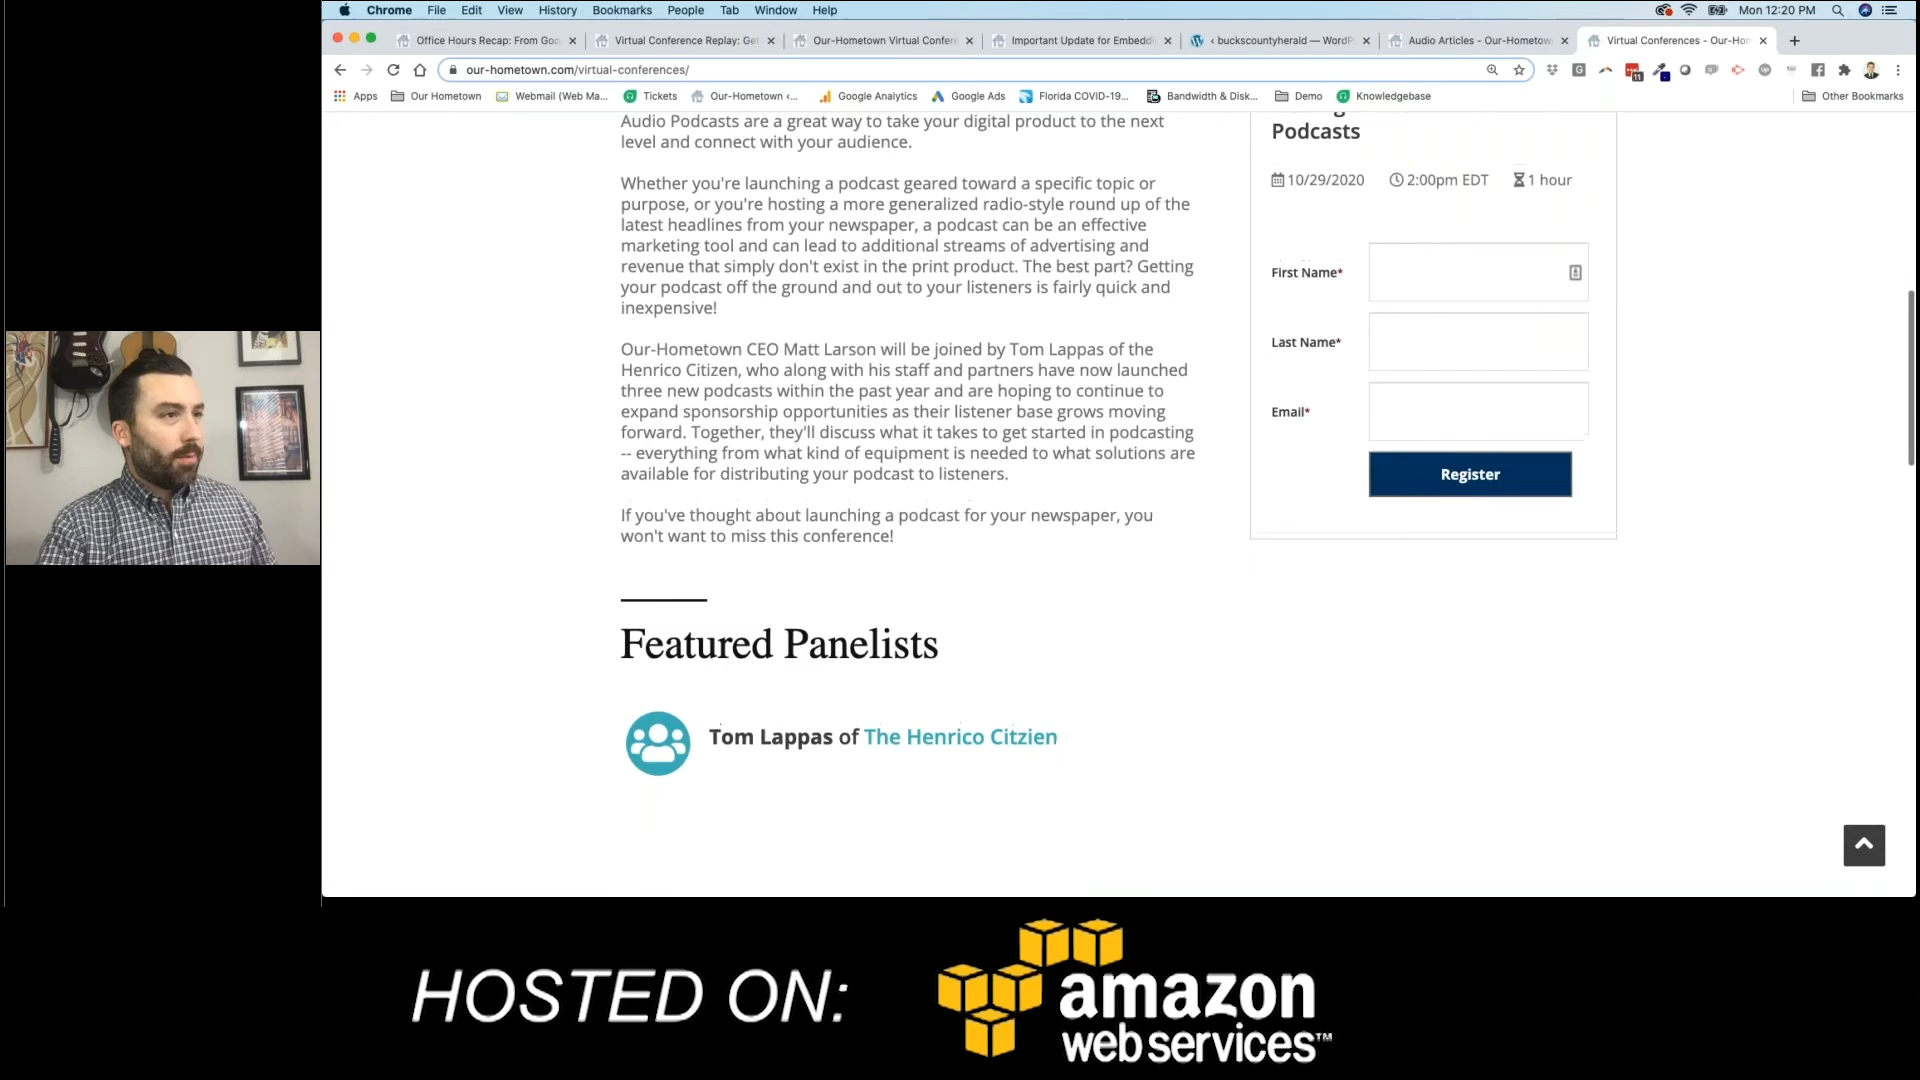 Chrome File Edit View History Bookmarks People Tab Window Help
Mon 12:20 PM
Office Hours Recap: From Goo
Virtual Conference Replay: Ge
Our-Hometown Virtual Confer
Important Update for Embedd
‹ buckscountyherald — WordP
Audio Articles - Our-Hometow
Virtual Conferences - Our-Hon
our-hometown.com/virtual-conferences/
11
Apps
Our Hometown
Webmail (Web Ma...
Tickets
Our-Hometown ‹...
Google Analytics
Google Ads
Florida COVID-19...
Bandwidth & Disk...
Demo
Knowledgebase
Other Bookmarks
Audio Podcasts are a great way to take your digital product to the next
level and connect with your audience.
Whether you're launching a podcast geared toward a specific topic or
purpose, or you're hosting a more generalized radio-style round up of the
latest headlines from your newspaper, a podcast can be an effective
marketing tool and can lead to additional streams of advertising and
revenue that simply don't exist in the print product. The best part? Getting
your podcast off the ground and out to your listeners is fairly quick and
inexpensive!
Our-Hometown CEO Matt Larson will be joined by Tom Lappas of the
Henrico Citizen, who along with his staff and partners have now launched
three new podcasts within the past year and are hoping to continue to
expand sponsorship opportunities as their listener base grows moving
forward. Together, they'll discuss what it takes to get started in podcasting
-- everything from what kind of equipment is needed to what solutions are
available for distributing your podcast to listeners.
If you've thought about launching a podcast for your newspaper, you
won't want to miss this conference!
Podcasts
10/29/2020 2:00pm EDT 1 hour
First Name*
Last Name*
Email*
Register
Featured Panelists
Tom Lappas of The Henrico Citzien
HOSTED ON:
amazon
web services™